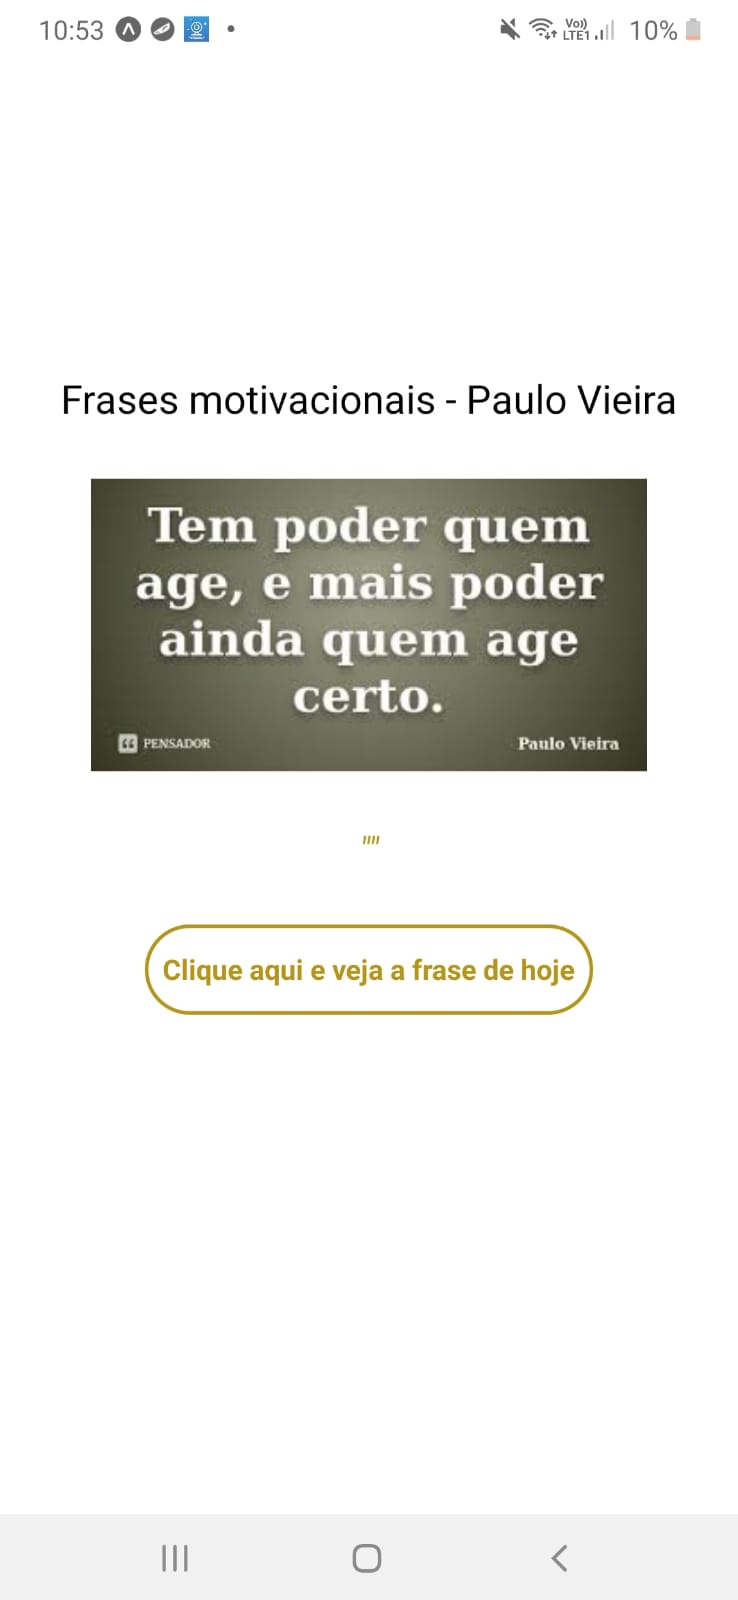 10:53
Vo))
LTE1
10%
Frases motivacionais - Paulo Vieira
Tem poder quem
age, e mais poder
ainda quem age
certo.
PENSADOR
Paulo Vieira
""
Clique aqui e veja a frase de hoje